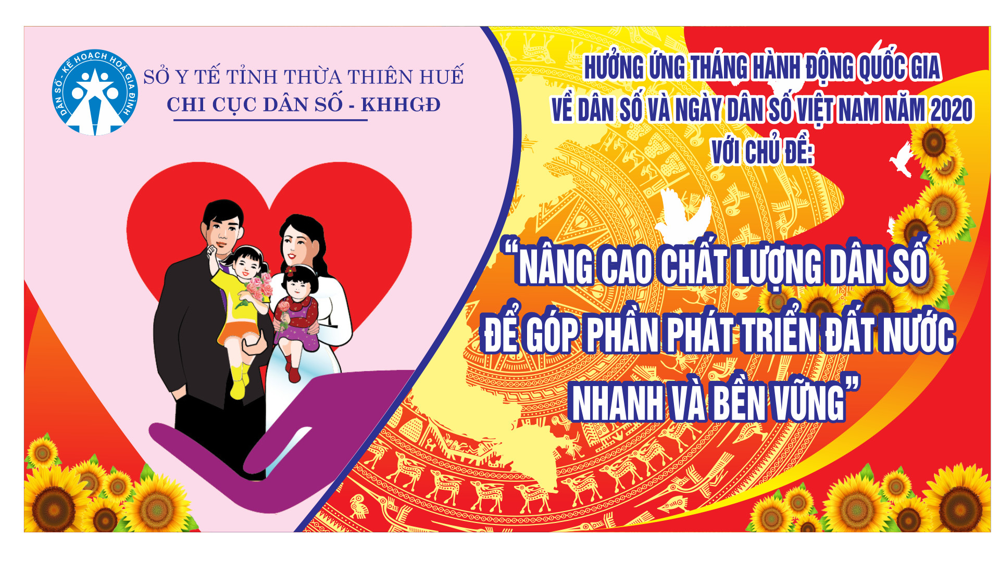 DÂN SỐ - KẾ HOẠCH HOÁ GIA ĐÌNH
SỞ Y TẾ TỈNH THỪA THIÊN HUẾ
CHI CỤC DÂN SỐ - KHHGĐ
HƯỞNG ỨNG THÁNG HÀNH ĐỘNG QUỐC GIA
VỀ DÂN SỐ VÀ NGÀY DÂN SỐ VIỆT NAM NĂM 2020
VỚI CHỦ ĐỀ:
“NÂNG CAO CHẤT LƯỢNG DÂN SỐ
ĐỂ GÓP PHẦN PHÁT TRIỂN ĐẤT NƯỚC
NHANH VÀ BỀN VỮNG”